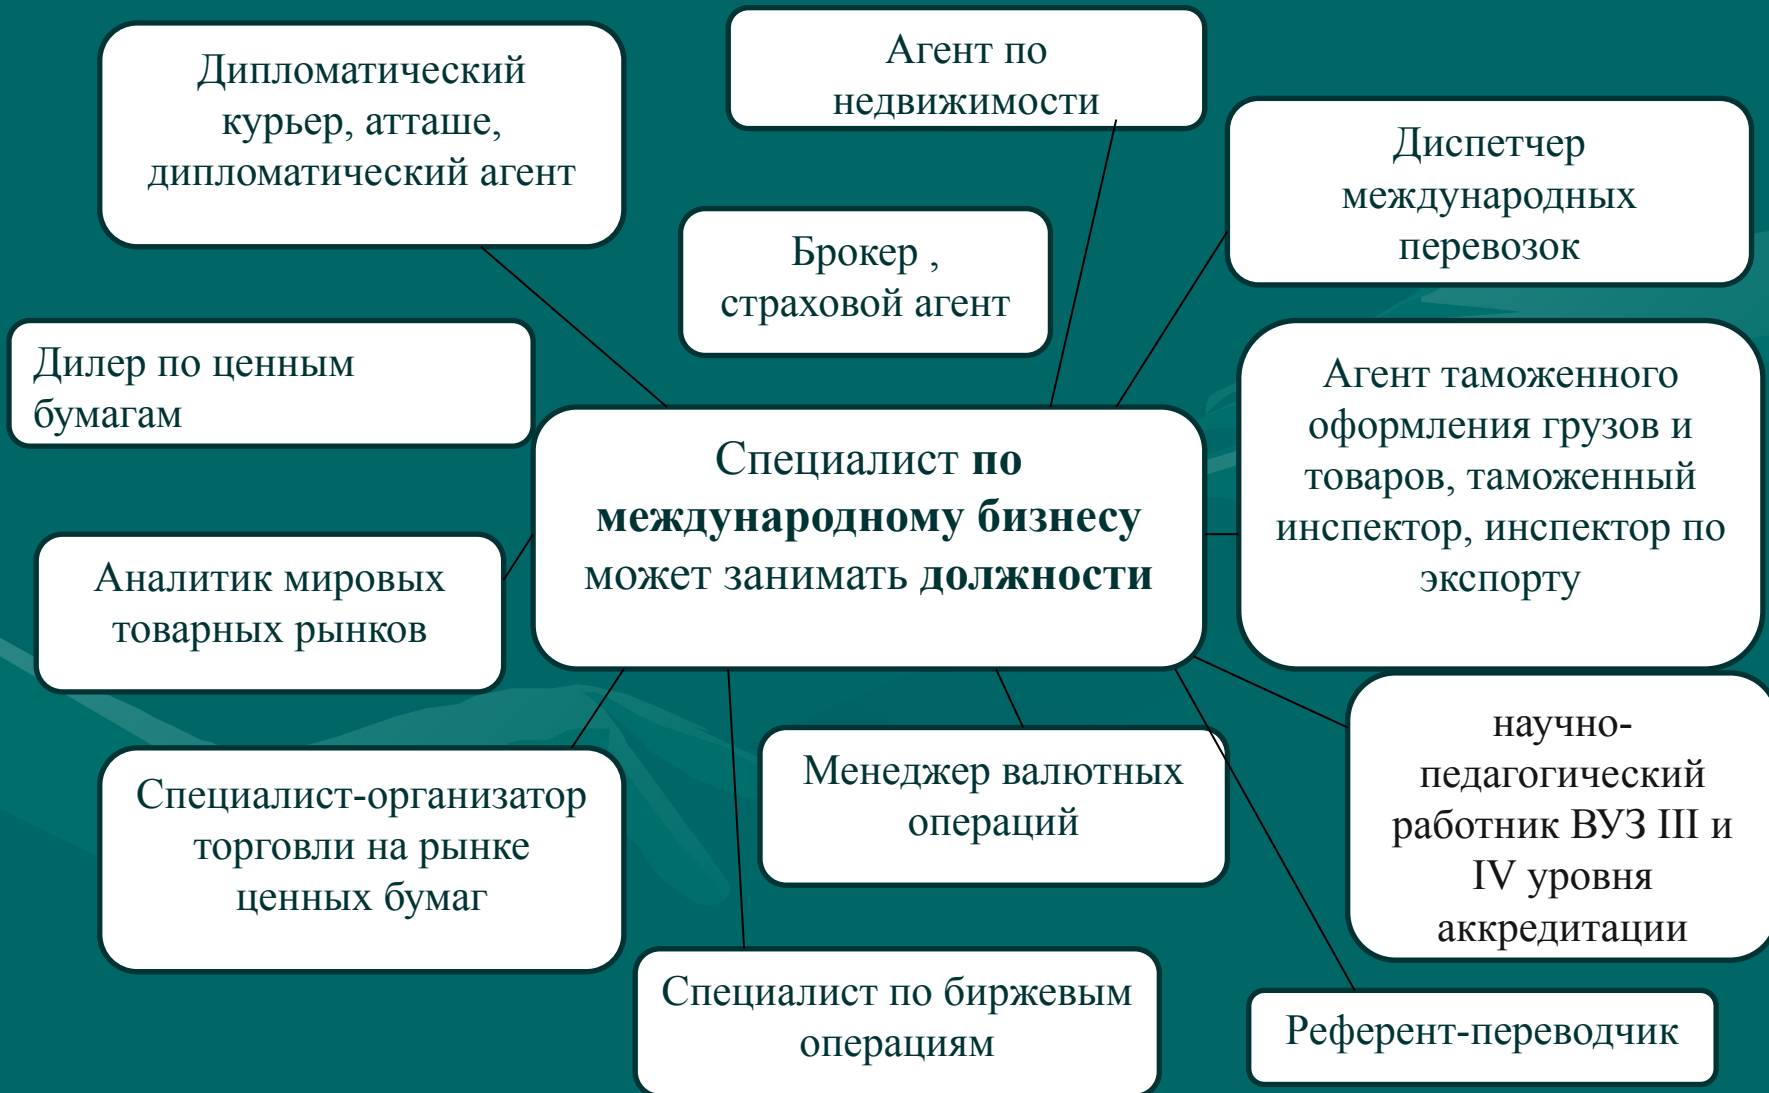 Дипломатический
курьер, атташе,
дипломатический агент
Агент по
недвижимости
Диспетчер
международных
перевозок
Брокер ,
страховой агент
Дилер по ценным
бумагам
Агент таможенного
оформления грузов и
товаров, таможенный
инспектор, инспектор по
экспорту
Специалист по
международному бизнесу
может занимать должности
Аналитик мировых
товарных рынков
научно-
педагогический
работник ВУЗ III и
IV уровня
аккредитации
Менеджер валютных
операций
Специалист-организатор
торговли на рынке
ценных бумаг
Специалист по биржевым
операциям
Референт-переводчик